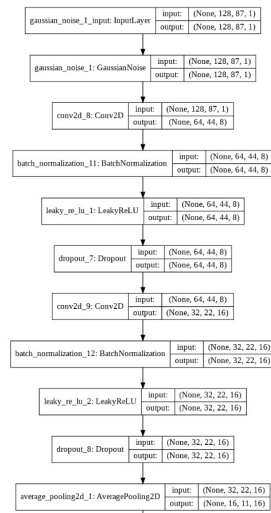 gaussian_noise_1_input: InputLayer
input: (None, 128, 87, 1)
output: (None, 128, 87, 1)
gaussian_noise_1: GaussianNoise
input: (None, 128, 87, 1)
output: (None, 128, 87, 1)
conv2d_8: Conv2D
input: (None, 128, 87, 1)
output: (None, 64, 44, 8)
batch_normalization_11: BatchNormalization
input: (None, 64, 44, 8)
output: (None, 64, 44, 8)
leaky_re_lu_1: LeakyReLU
input: (None, 64, 44, 8)
output: (None, 64, 44, 8)
dropout_7: Dropout
input: (None, 64, 44, 8)
output: (None, 64, 44, 8)
conv2d_9: Conv2D
input: (None, 64, 44, 8)
output: (None, 32, 22, 16)
batch_normalization_12: BatchNormalization
input: (None, 32, 22, 16)
output: (None, 32, 22, 16)
leaky_re_lu_2: LeakyReLU
input: (None, 32, 22, 16)
output: (None, 32, 22, 16)
dropout_8: Dropout
input: (None, 32, 22, 16)
output: (None, 32, 22, 16)
average_pooling2d_1: AveragePooling2D
input: (None, 32, 22, 16)
output: (None, 16, 11, 16)